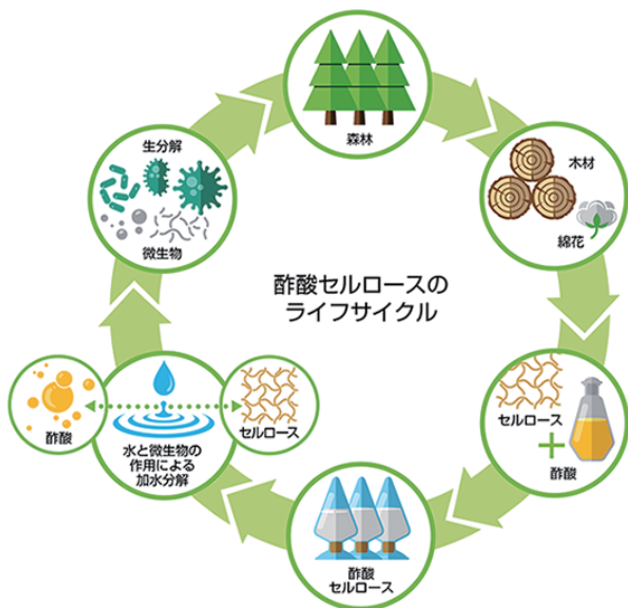 酢酸セルロースの
ライフサイクル
森林
木材
綿花
セルロース
+
酢酸
酢酸
セルロース
水と微生物の
作用による
加水分解
酢酸
セルロース
生分解
微生物